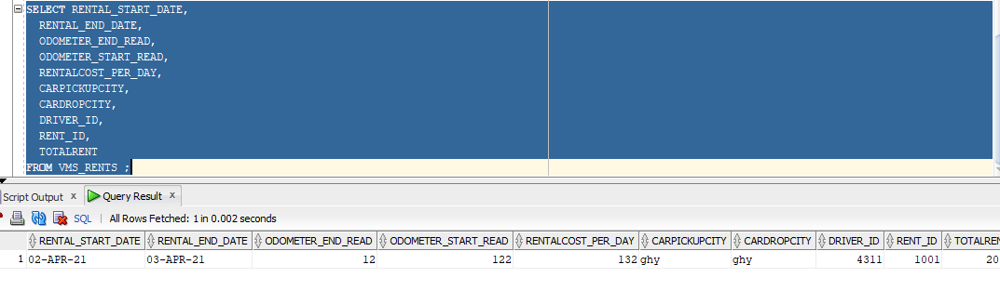 SELECT RENTAL_START_DATE,
RENTAL_END_DATE,
ODOMETER_END_READ,
ODOMETER_START_READ,
RENTALCOST_PER_DAY,
CARPICKUPCITY,
CARDROPCITY,
DRIVER_ID,
RENT_ID,
TOTALRENT
FROM VMS_RENTS ;
Script Output x Query Result x
SQL | All Rows Fetched: 1 in 0.002 seconds
RENTAL_START_DATE RENTAL_END_DATE ODOMETER_END_READ ODOMETER_START_READ RENTALCOST_PER_DAY CARPICKUPCITY CARDROPCITY DRIVER_ID RENT_ID TOTALREN
1 02-APR-21 03-APR-21 12 122 132 ghy ghy 4311 1001 20